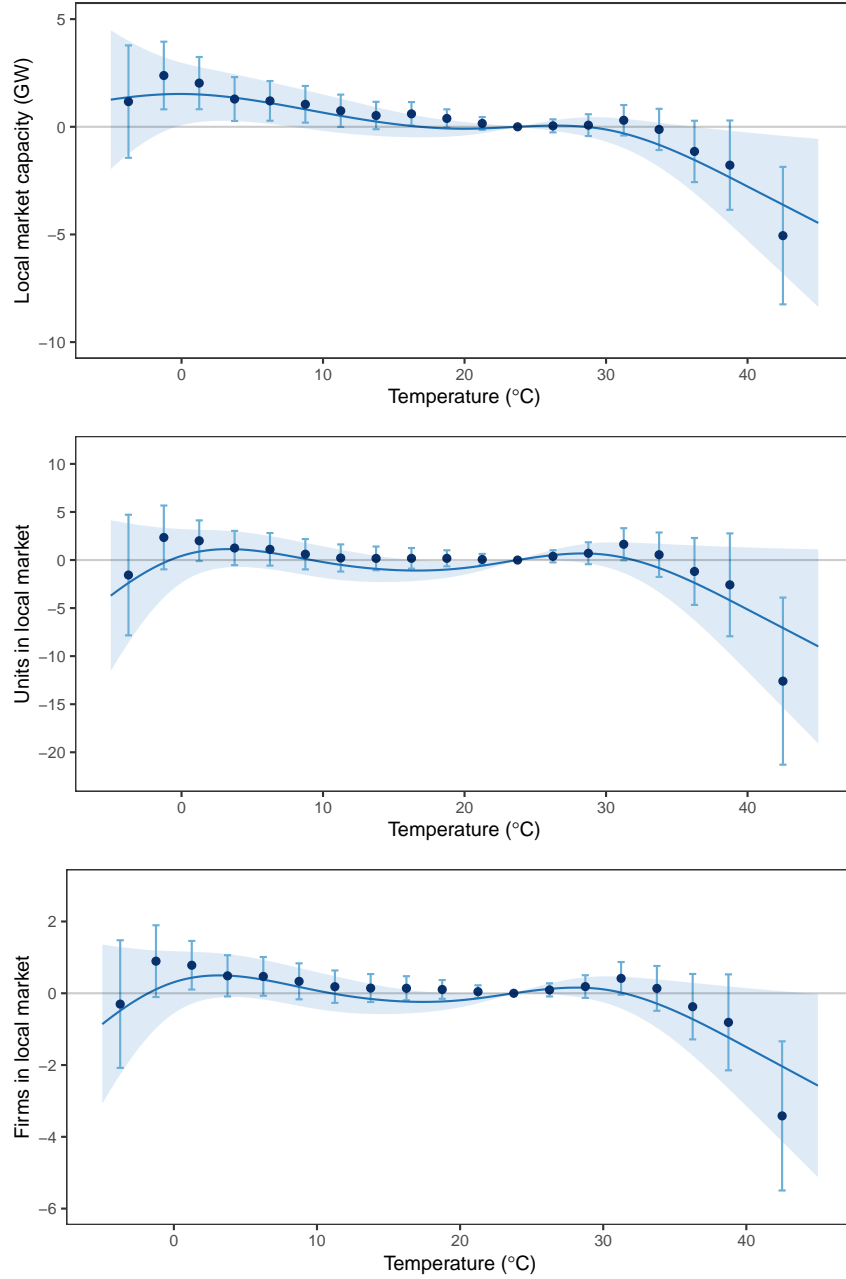 Local market capacity (GW)
5
0
−5
−10
0 10 20 30 40
Temperature (°C)
Units in local market
10
5
0
−5
−10
−15
−20
0 10 20 30 40
Temperature (°C)
Firms in local market
2
0
−2
−4
−6
0 10 20 30 40
Temperature (°C)